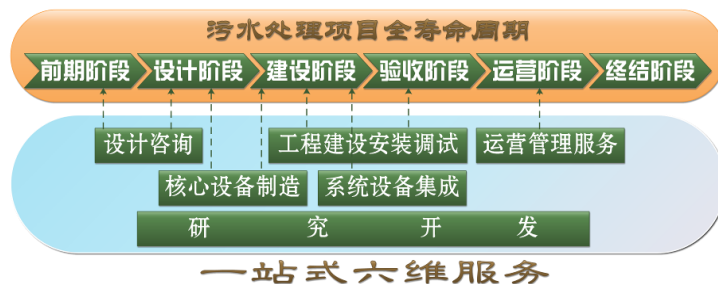 污水处理项目全寿命周期
前期阶段 设计阶段 建设阶段 验收阶段 运营阶段 终结阶段
设计咨询 工程建设安装调试 运营管理服务
核心设备制造 系统设备集成
研究开发
一站式六维服务